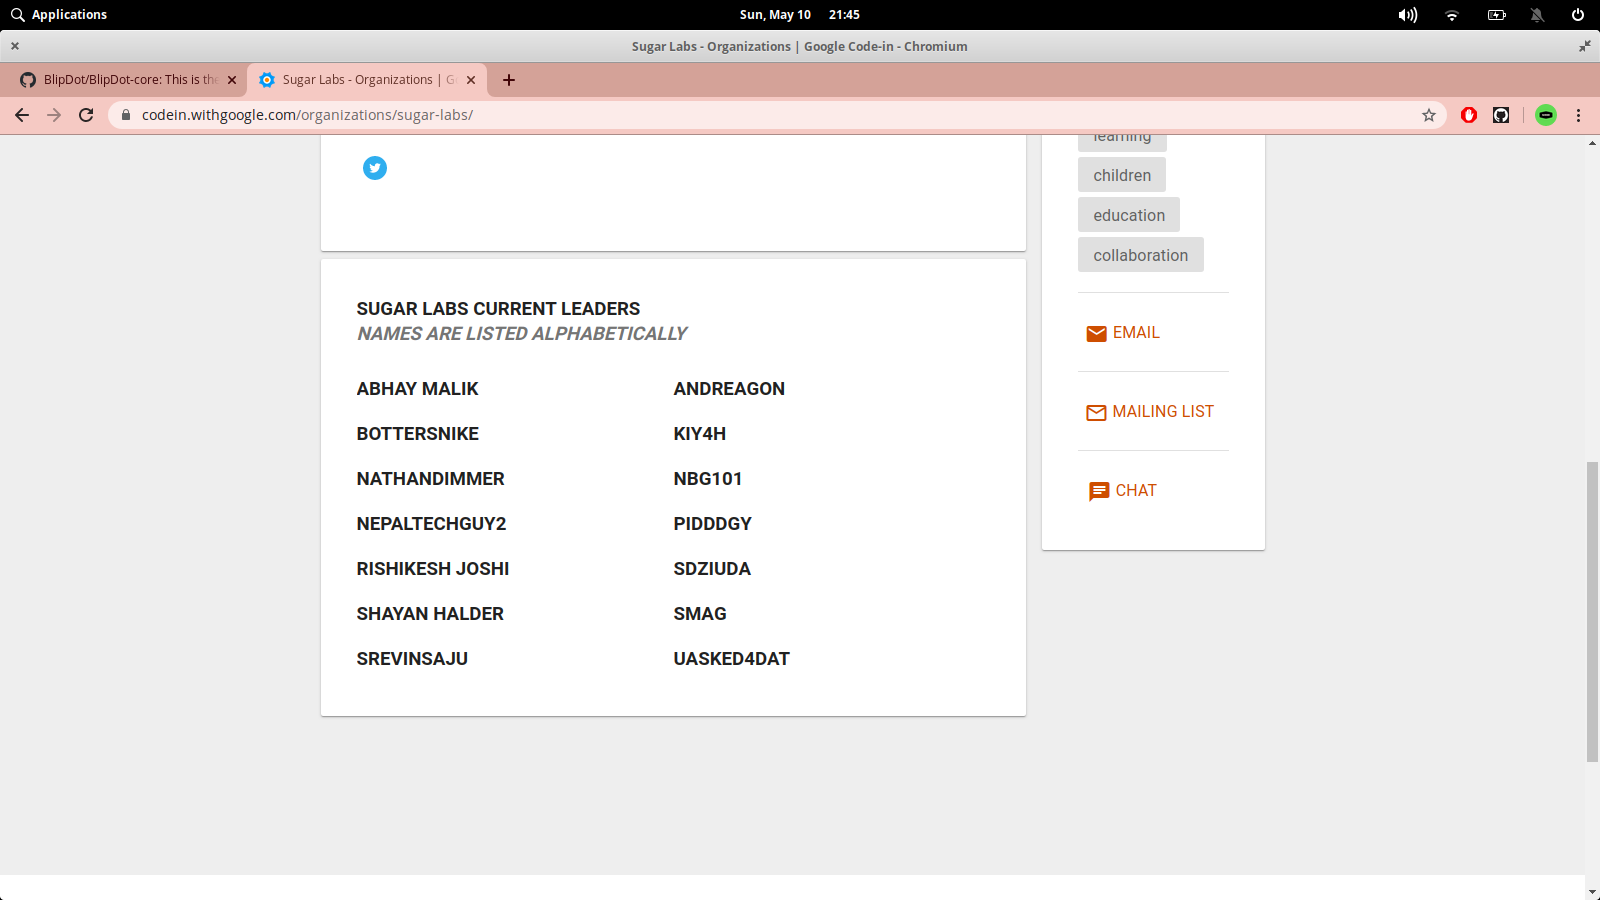 Applications
Sun, May 10 21:45
Sugar Labs - Organizations | Google Code-in - Chromium
BlipDot/BlipDot-core: This is the
Sugar Labs - Organizations | G
codein.withgoogle.com/organizations/sugar-labs/
learning
children
education
collaboration
EMAIL
MAILING LIST
CHAT
SUGAR LABS CURRENT LEADERS
NAMES ARE LISTED ALPHABETICALLY
ABHAY MALIK ANDREAGON
BOTTERSNIKE KIY4H
NATHANDIMMER NBG101
NEPALTECHGUY2 PIDDDGY
RISHIKESH JOSHI SDZIUDA
SHAYAN HALDER SMAG
SREVINSAJU UASKED4DAT